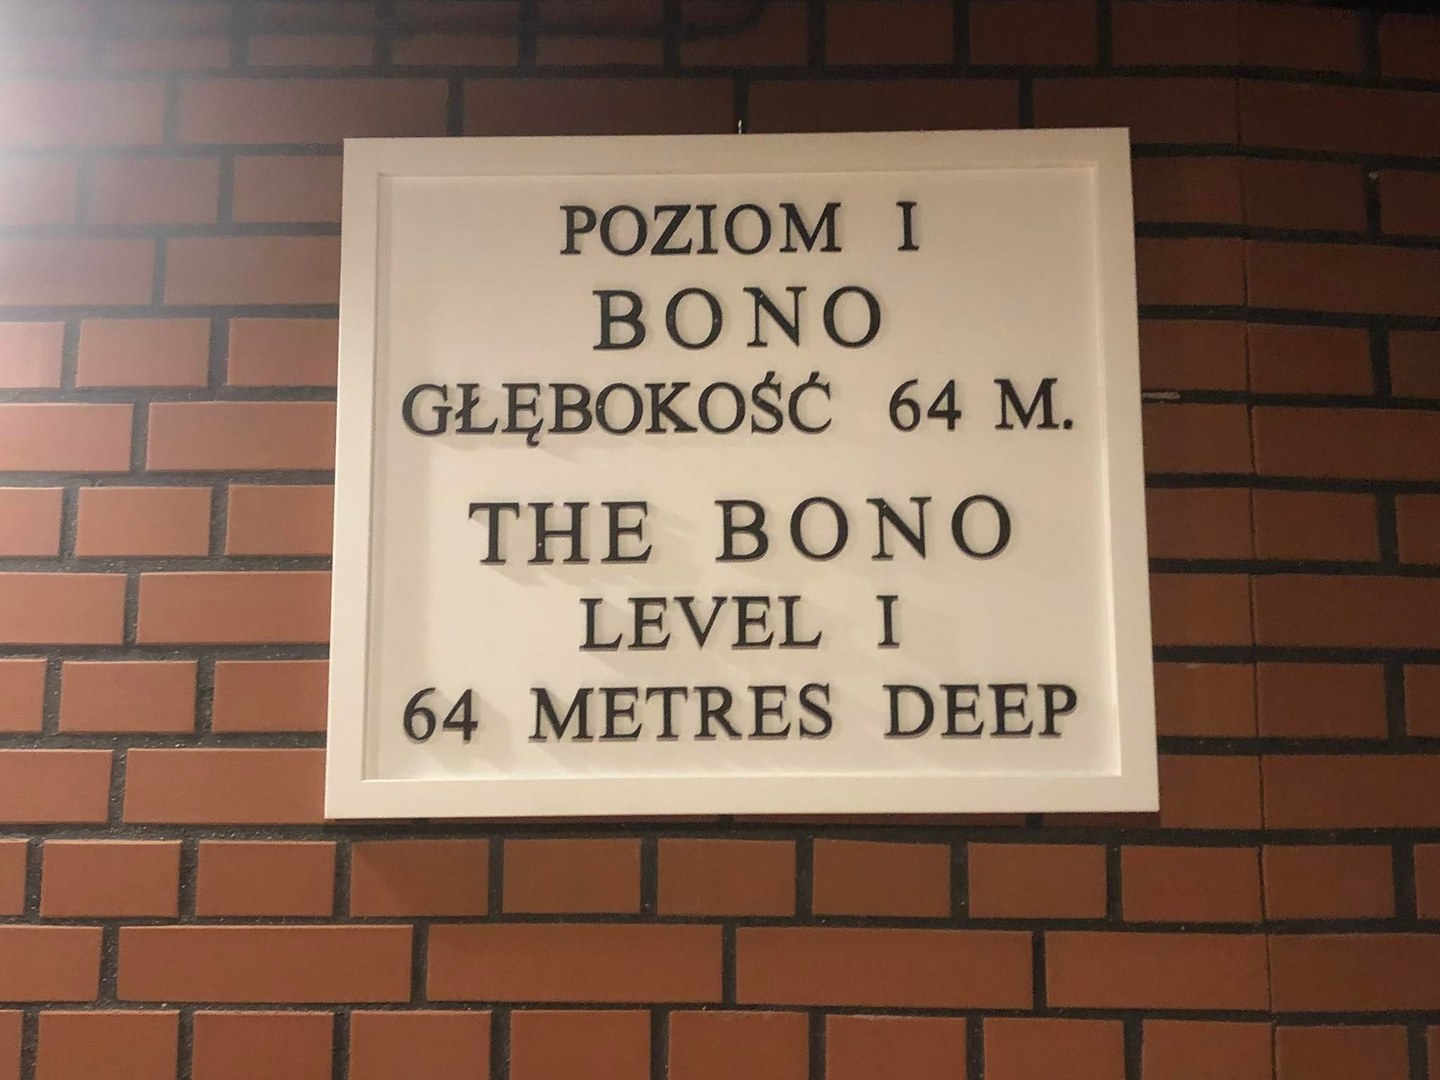 POZIOM I
BONO
GŁĘBOKOŚĆ 64 M.
THE BONO
LEVEL I
64 METRES DEEP